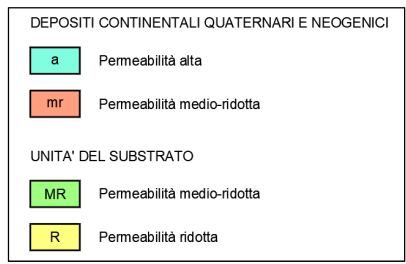 DEPOSITI CONTINENTALI QUATERNARI E NEOGENICI
a Permeabilità alta
mr Permeabilità medio-ridotta
UNITA' DEL SUBSTRATO
MR Permeabilità medio-ridotta
R Permeabilità ridotta